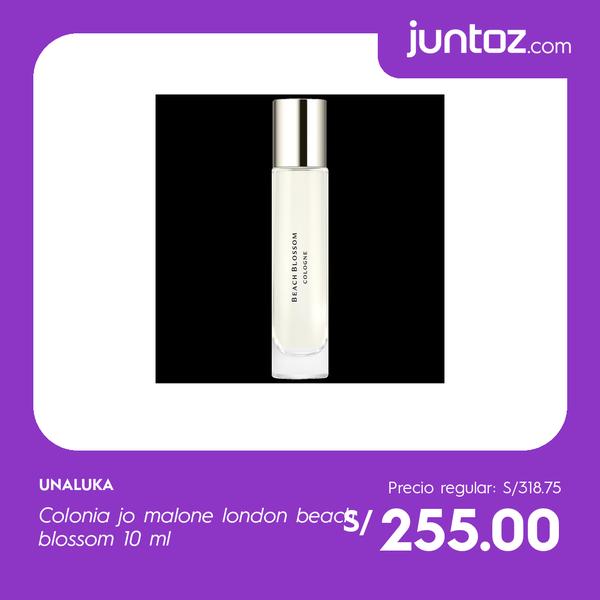 juntoz.com
BEACH BLOSSOM
COLOGNE
UNALUKA
Colonia jo malone london beach
blossom 10 ml
Precio regular: S/318.75
S/ 255.00